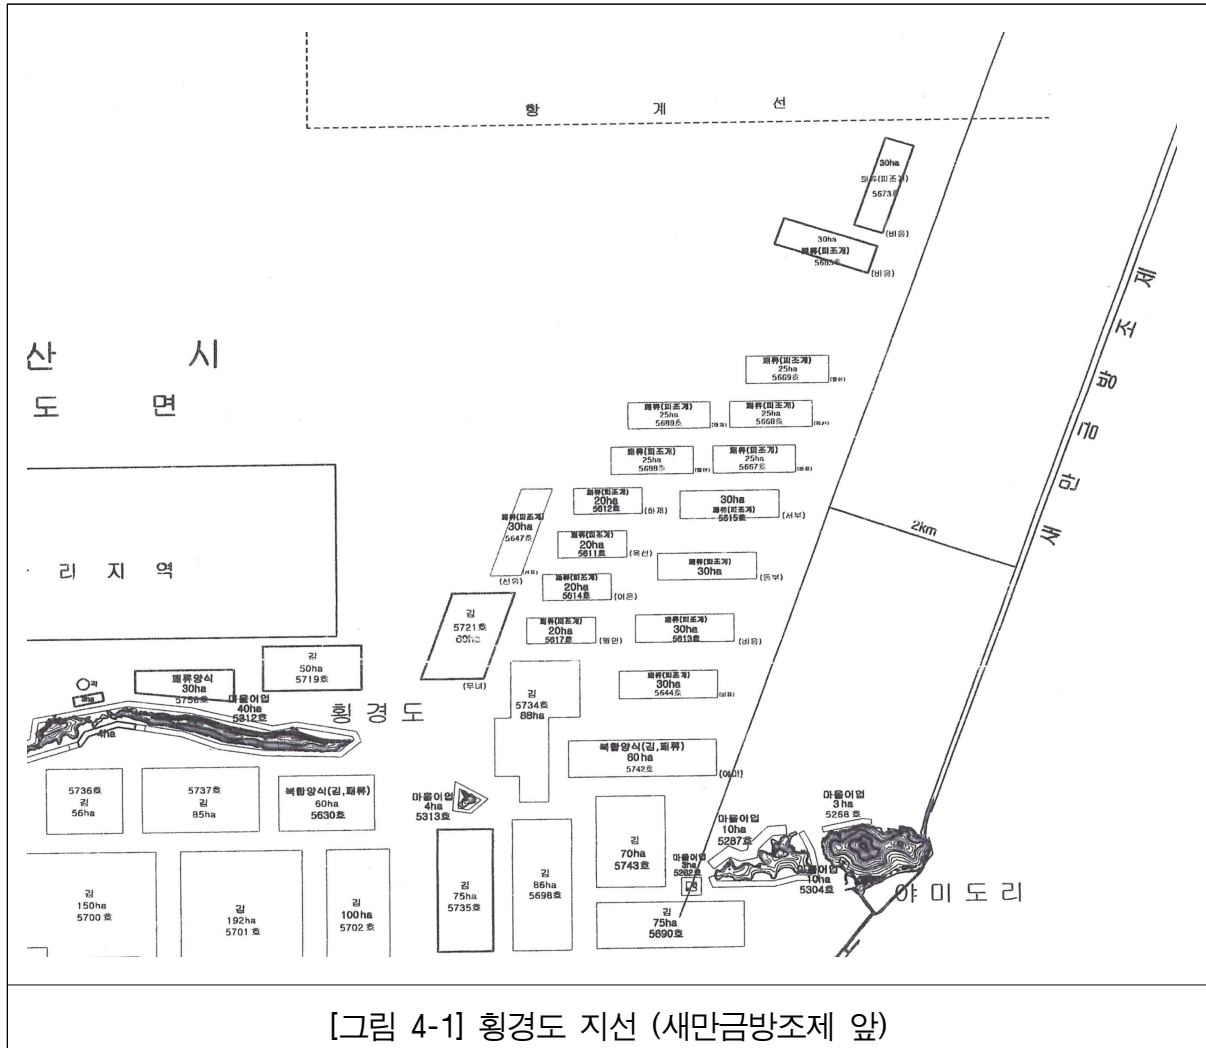 항 계 선
30ha
패류(피조개)
5673호
(비응)
30ha
패류(피조개)
5683호
(비응)
새 만 금 방 조 제
산 시
도 면
패류(피조개)
25ha
5669호
패류(피조개)
25ha
5689호
패류(피조개)
25ha
5668호
패류(피조개)
25ha
5688호
패류(피조개)
25ha
5667호
패류(피조개)
20ha
5612호
(하제)
30ha
패류(피조개)
5615호
(서부)
패류(피조개)
30ha
5647호
(선유)
2km
패류(피조개)
20ha
5611호
(옥선)
패류(피조개)
30ha
(동부)
리 지 역
패류(피조개)
20ha
5614호
(어은)
김
5721호
(무녀)
패류(피조개)
20ha
5617호
패류(피조개)
30ha
5613호
(비응)
김
50ha
5719호
패류양식
30ha
패류(피조개)
30ha
5644호
마을어업
40ha
5312호
횡 경 도
김
5734호
88ha
4ha
복합양식(김,패류)
60ha
5742호
5736호
김
56ha
5737호
김
85ha
복합양식(김,패류)
60ha
5630호
마을어업
4ha
5313호
마을어업
10ha
5287호
마을어업
3ha
5268호
김
70ha
5743호
마을어업
3ha
5262호
마을어업
10ha
5304호
야 미 도 리
김
150ha
5700호
김
192ha
5701호
김
100ha
5702호
김
75ha
5735호
김
86ha
5698호
김
75ha
5690호
[그림 4-1] 횡경도 지선 (새만금방조제 앞)